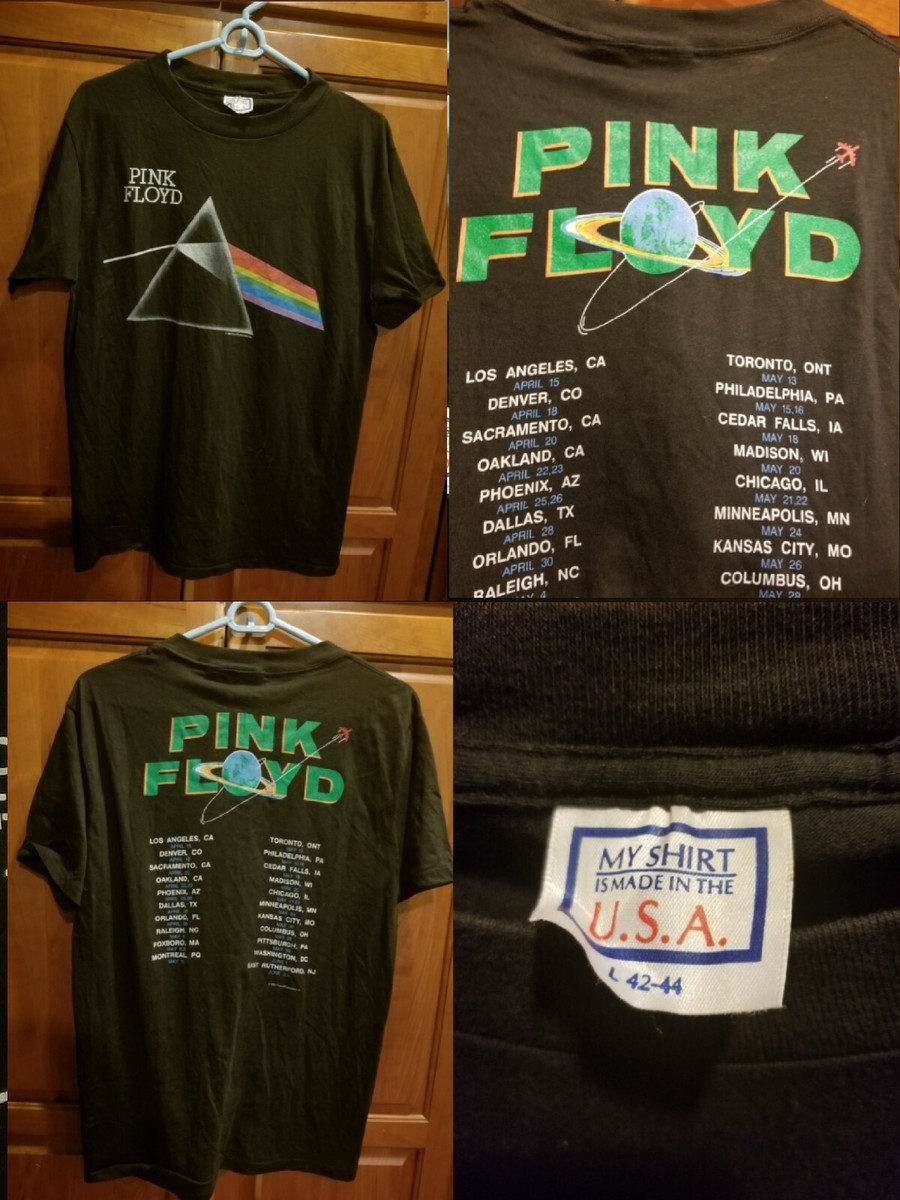 PINK
FLOYD
PINK
FLOYD
LOS ANGELES, CA
APRIL 15
DENVER, CO
APRIL 18
SACRAMENTO, CA
APRIL 20
OAKLAND, CA
APRIL 22,23
PHOENIX, AZ
APRIL 25,26
DALLAS, TX
APRIL 28
ORLANDO, FL
APRIL 30
RALEIGH, NC
MAY 4
TORONTO, ONT
MAY 13
PHILADELPHIA, PA
MAY 15,16
CEDAR FALLS, IA
MAY 18
MADISON, WI
MAY 20
CHICAGO, IL
MAY 21,22
MINNEAPOLIS, MN
MAY 24
KANSAS CITY, MO
MAY 26
COLUMBUS, OH
MAY 28
PINK
FLOYD
LOS ANGELES, CA
DENVER, CO
SACRAMENTO, CA
OAKLAND, CA
PHOENIX, AZ
DALLAS, TX
ORLANDO, FL
RALEIGH, NC
FOXBORO, MA
MONTREAL, PQ
TORONTO, ONT
PHILADELPHIA, PA
CEDAR FALLS, IA
MADISON, WI
CHICAGO, IL
MINNEAPOLIS, MN
KANSAS CITY, MO
COLUMBUS, OH
PITTSBURGH, PA
WASHINGTON, DC
EAST RUTHERFORD, NJ
MY SHIRT
IS MADE IN THE
U.S.A.
L 42-44